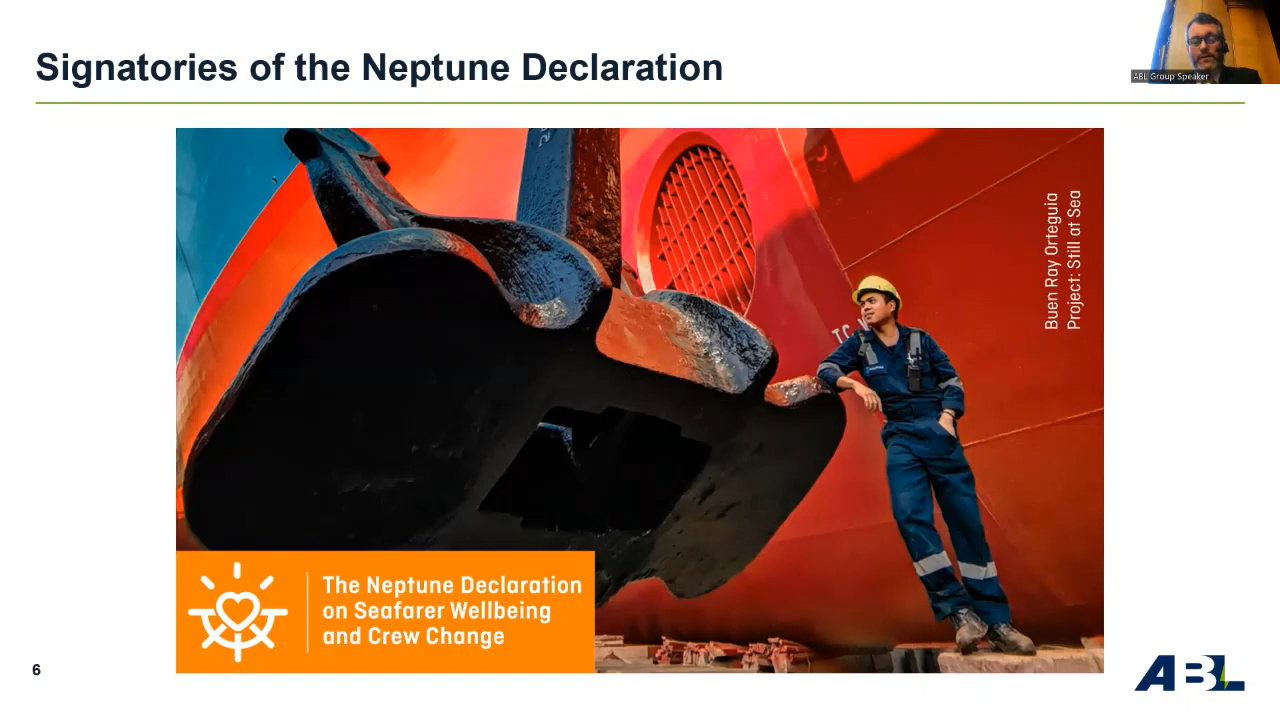 Signatories of the Neptune Declaration
ABL Group Speaker
Buen Ray Orteguia
Project: Still at Sea
TC
The Neptune Declaration
on Seafarer Wellbeing
and Crew Change
6
ABL